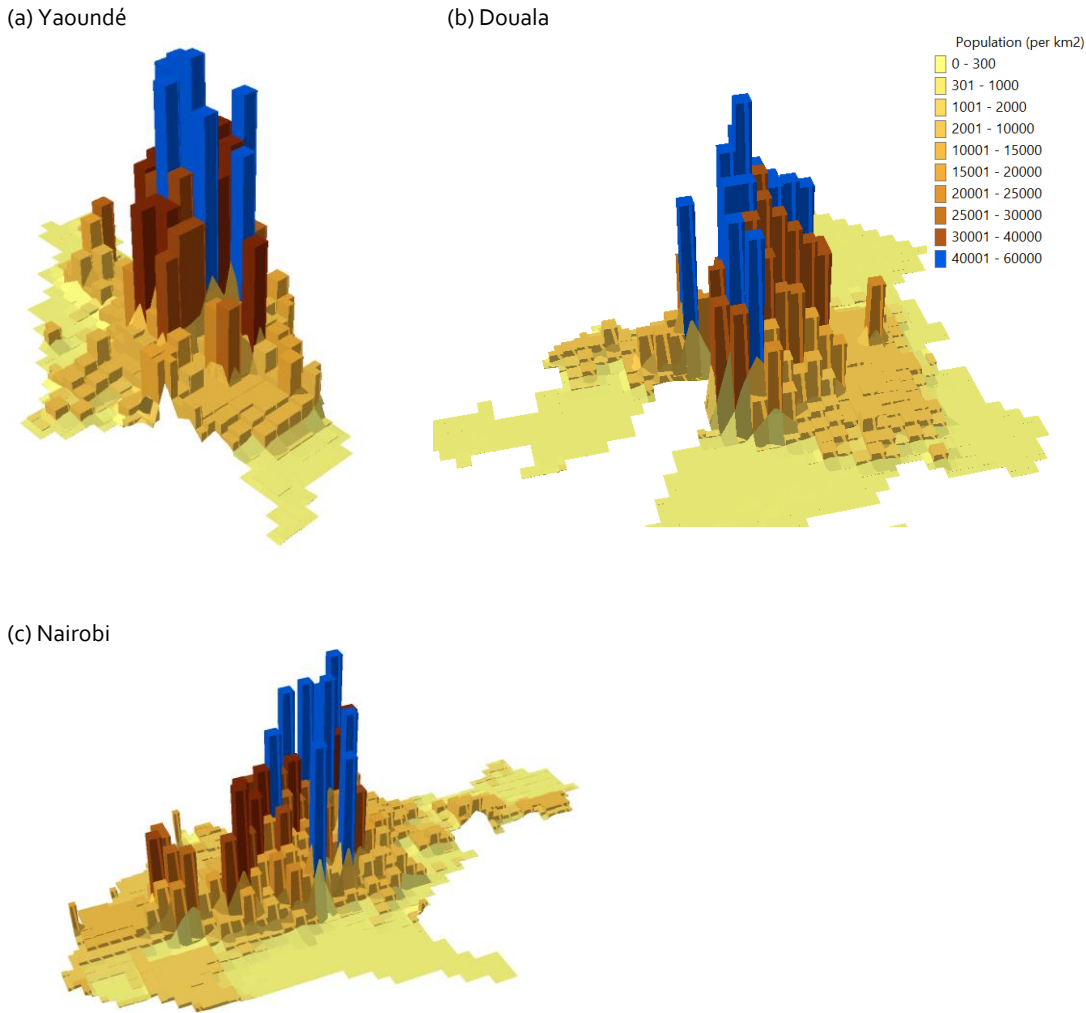 (a) Yaoundé
(b) Douala
Population (per km2)
0 - 300
301 - 1000
1001 - 2000
2001 - 10000
10001 - 15000
15001 - 20000
20001 - 25000
25001 - 30000
30001 - 40000
40001 - 60000
(c) Nairobi